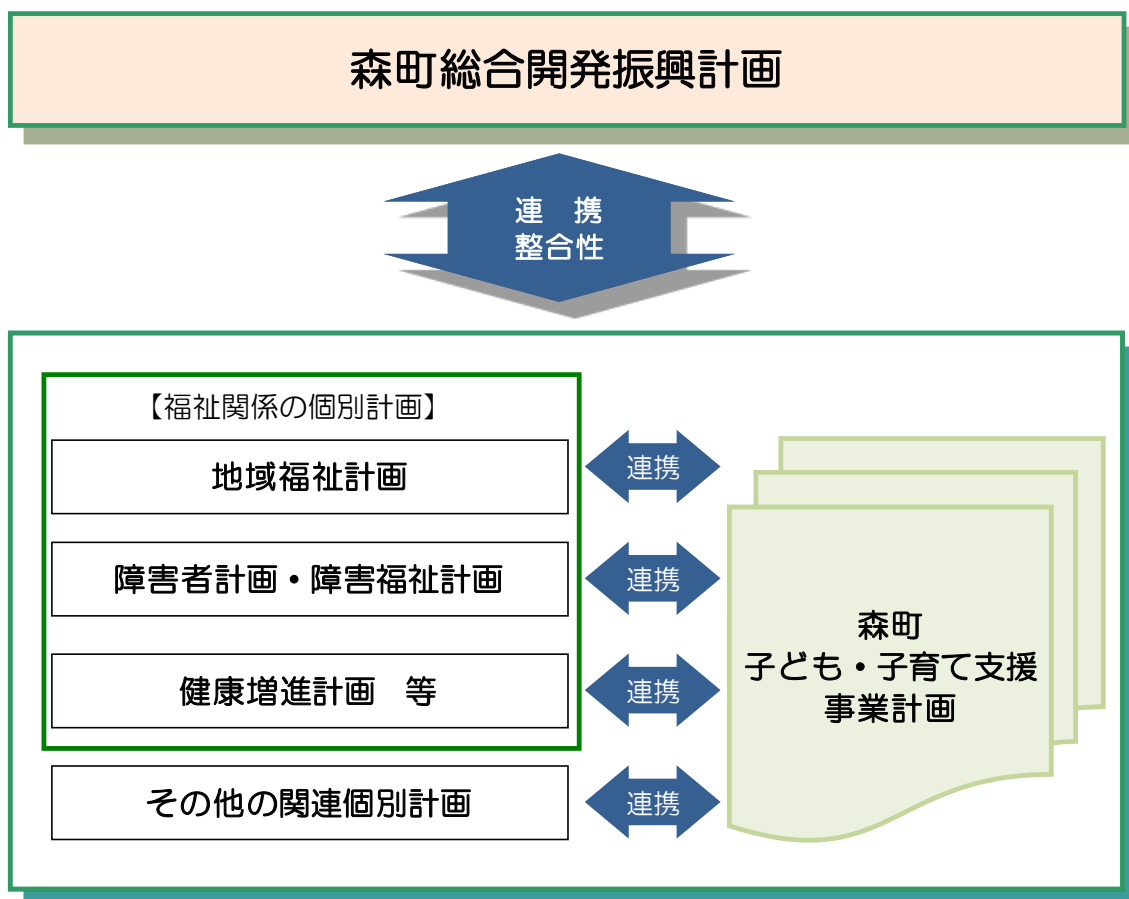 森町総合開発振興計画
連　携
整合性
【福祉関係の個別計画】
地域福祉計画
連携
障害者計画・障害福祉計画
連携
健康増進計画　等
連携
その他の関連個別計画
連携
森町
子ども・子育て支援
事業計画